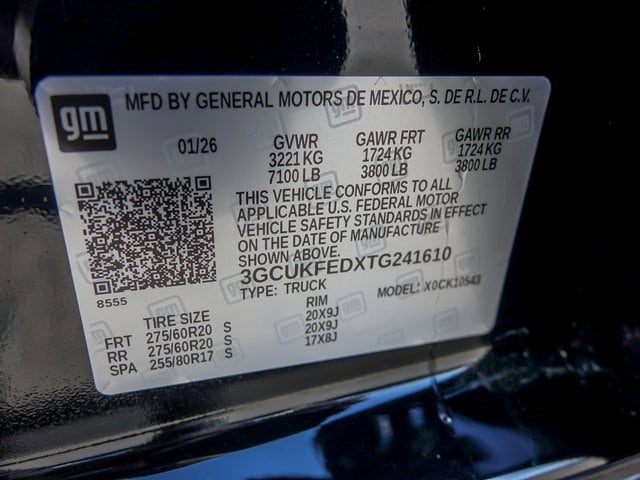 gm MFD BY GENERAL MOTORS DE MEXICO, S. DE R.L. DE C.V.
01/26 GVWR GAWR FRT GAWR RR
3221 KG 1724 KG 1724 KG
7100 LB 3800 LB 3800 LB
THIS VEHICLE CONFORMS TO ALL
APPLICABLE U.S. FEDERAL MOTOR
VEHICLE SAFETY STANDARDS IN EFFECT
ON THE DATE OF MANUFACTURE
SHOWN ABOVE
3GCUKFEDXTG241610
8555 TYPE: TRUCK MODEL: X0CK10543
TIRE SIZE RIM
FRT 275/60R20 S 20X9J
RR 275/60R20 S 20X9J
SPA 255/80R17 S 17X8J